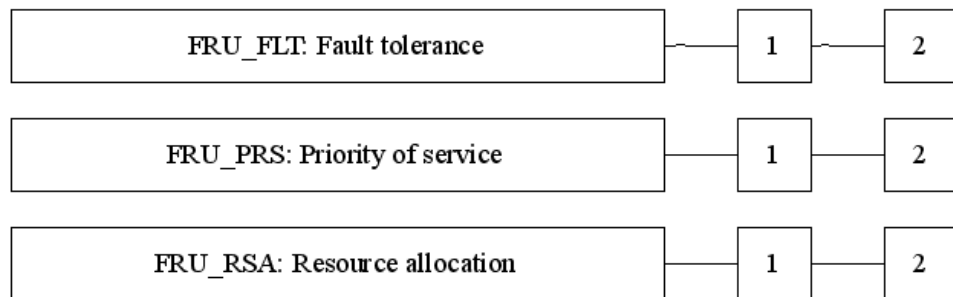 FRU_FLT: Fault tolerance 1 2
FRU_PRS: Priority of service 1 2
FRU_RSA: Resource allocation 1 2